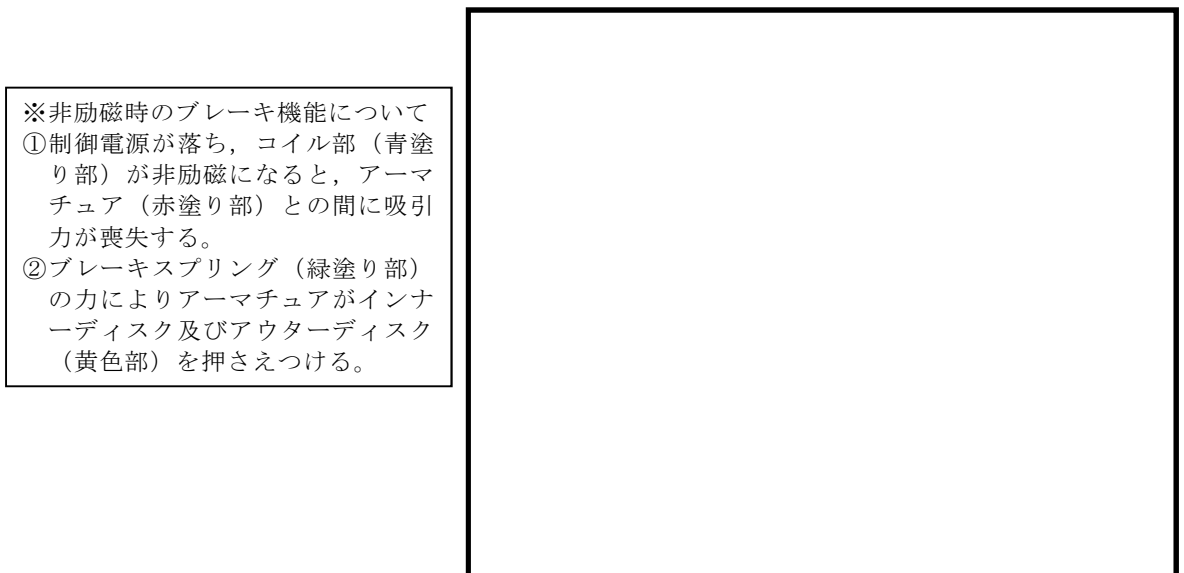 ※非励磁時のブレーキ機能について
①制御電源が落ち，コイル部（青塗
り部）が非励磁になると，アーマ
チュア（赤塗り部）との間に吸引
力が喪失する。
②ブレーキスプリング（緑塗り部）
の力によりアーマチュアがインナ
ーディスク及びアウターディスク
（黄色部）を押さえつける。